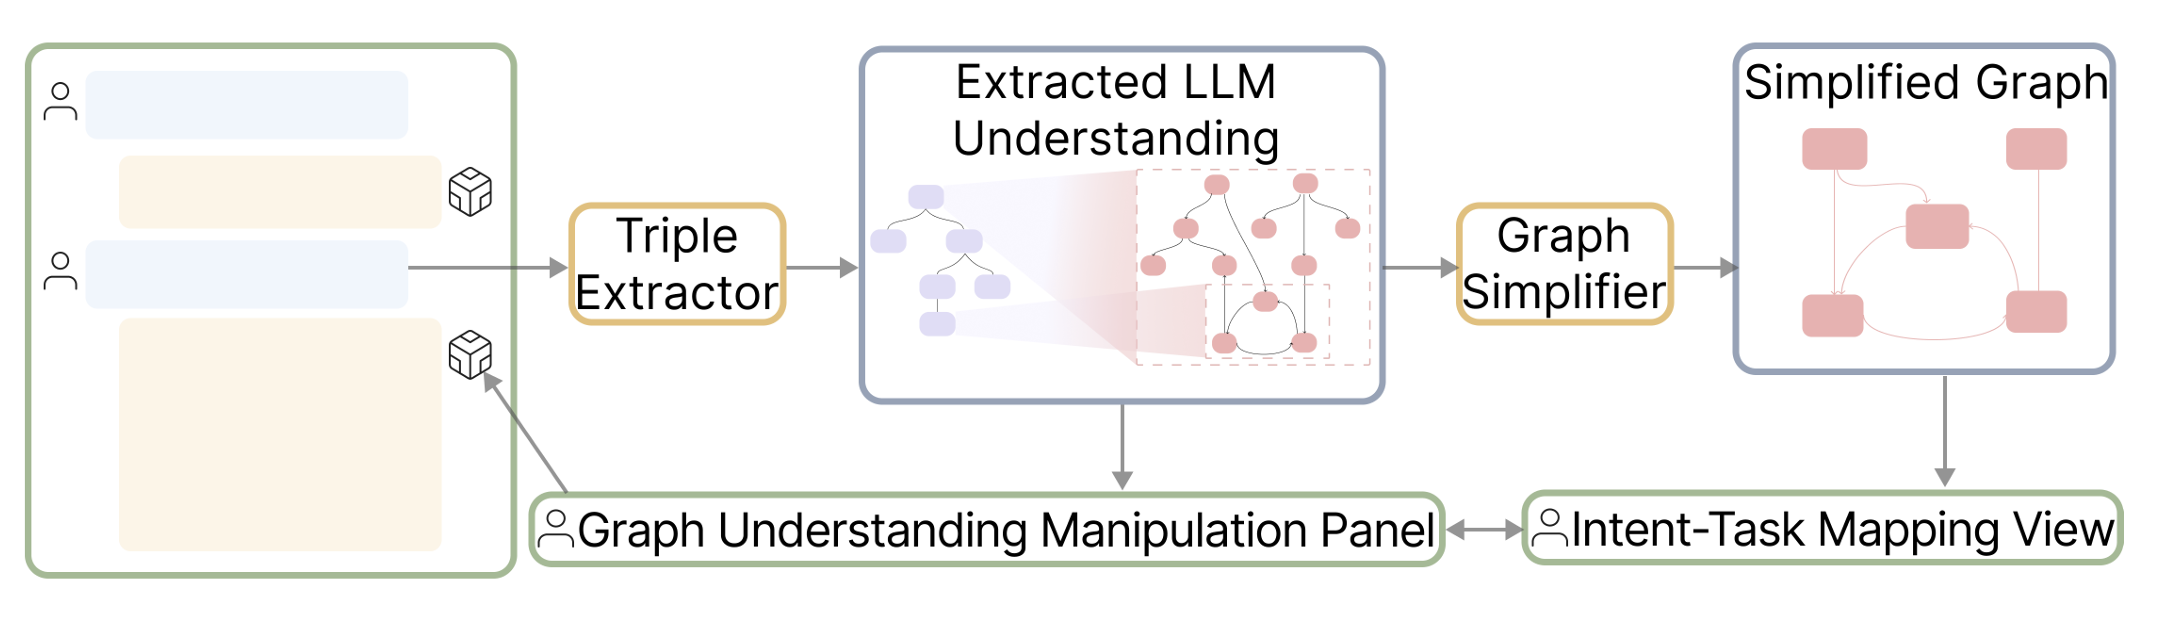 Triple
Extractor
Extracted LLM
Understanding
Graph
Simplifier
Simplified Graph
Graph Understanding Manipulation Panel
Intent-Task Mapping View